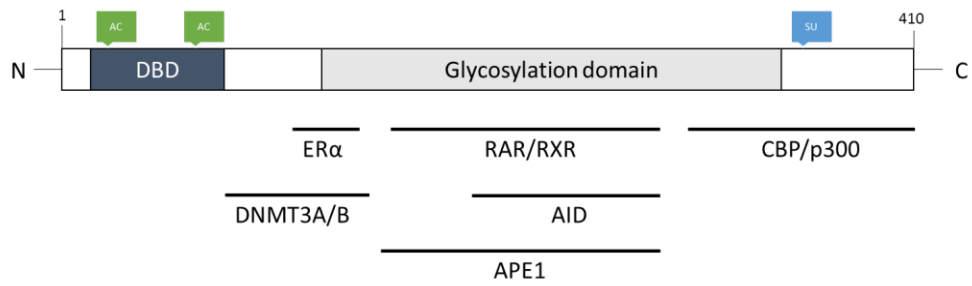 1
AC
AC
SU
410
N
DBD
Glycosylation domain
C
ERα
RAR/RXR
CBP/p300
DNMT3A/B
AID
APE1